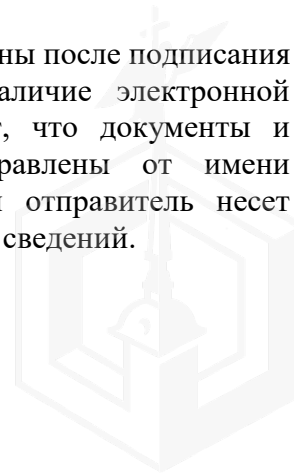 ны после подписания
аличие электронной
, что документы и
равлены от имени
отправитель несет
сведений.